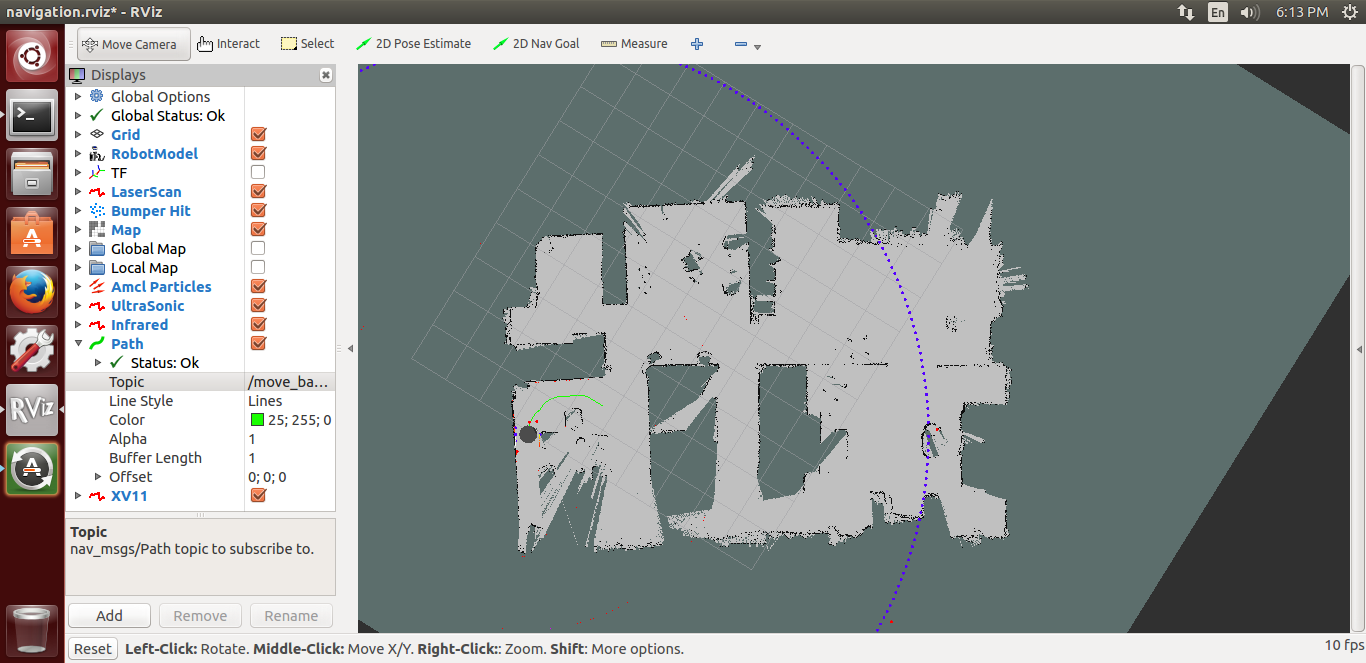 navigation.rviz* - RViz
En
6:13 PM
Move Camera
Interact
Select
2D Pose Estimate
2D Nav Goal
Measure
Displays
Global Options
Global Status: Ok
Grid
RobotModel
TF
LaserScan
Bumper Hit
Map
Global Map
Local Map
Amcl Particles
UltraSonic
Infrared
Path
Status: Ok
Topic /move_ba...
Line Style Lines
Color 25; 255; 0
Alpha 1
Buffer Length 1
Offset 0; 0; 0
XV11
RViz
Topic
nav_msgs/Path topic to subscribe to.
Add Remove Rename
Reset Left-Click: Rotate. Middle-Click: Move X/Y. Right-Click:: Zoom. Shift: More options.
10 fps